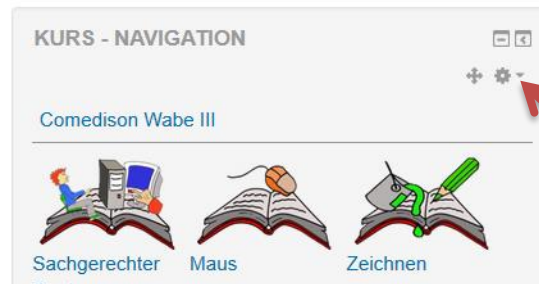 KURS - NAVIGATION
Comedison Wabe III
Sachgerechter Maus Zeichnen